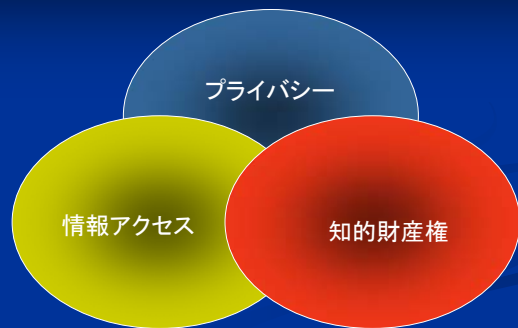 プライバシー
情報アクセス
知的財産権